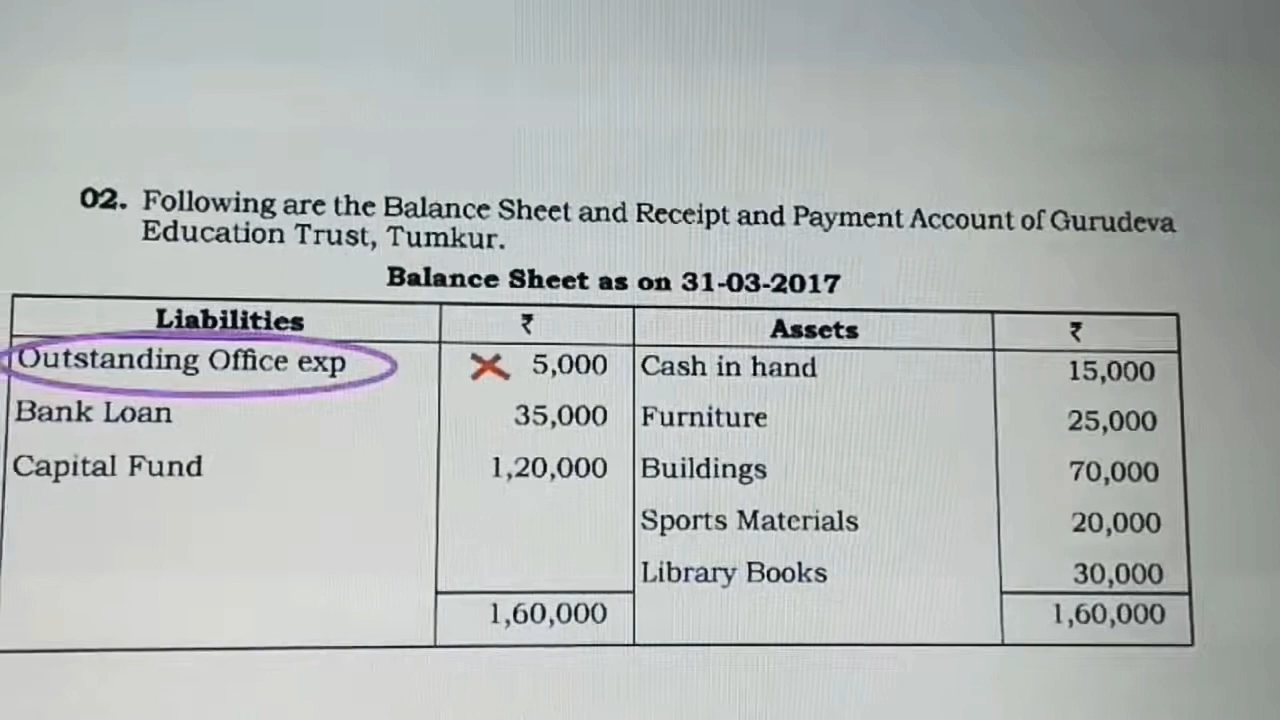 02. Following are the Balance Sheet and Receipt and Payment Account of Gurudeva
Education Trust, Tumkur.
Balance Sheet as on 31-03-2017
Liabilities ₹ Assets ₹
Outstanding Office exp 5,000 Cash in hand 15,000
Bank Loan 35,000 Furniture 25,000
Capital Fund 1,20,000 Buildings 70,000
Sports Materials 20,000
Library Books 30,000
1,60,000 1,60,000